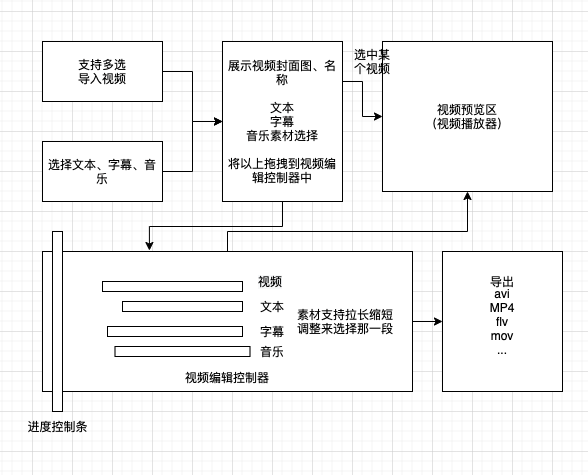 支持多选
导入视频
选择文本、字幕、音
乐
展示视频封面图、名
称
文本
字幕
音乐素材选择
将以上拖拽到视频编
辑控制器中
选中某
个视频
视频预览区
(视频播放器)
视频
文本
字幕
音乐
素材支持拉长缩短
调整来选择那一段
视频编辑控制器
进度控制条
导出
avi
MP4
flv
mov
...